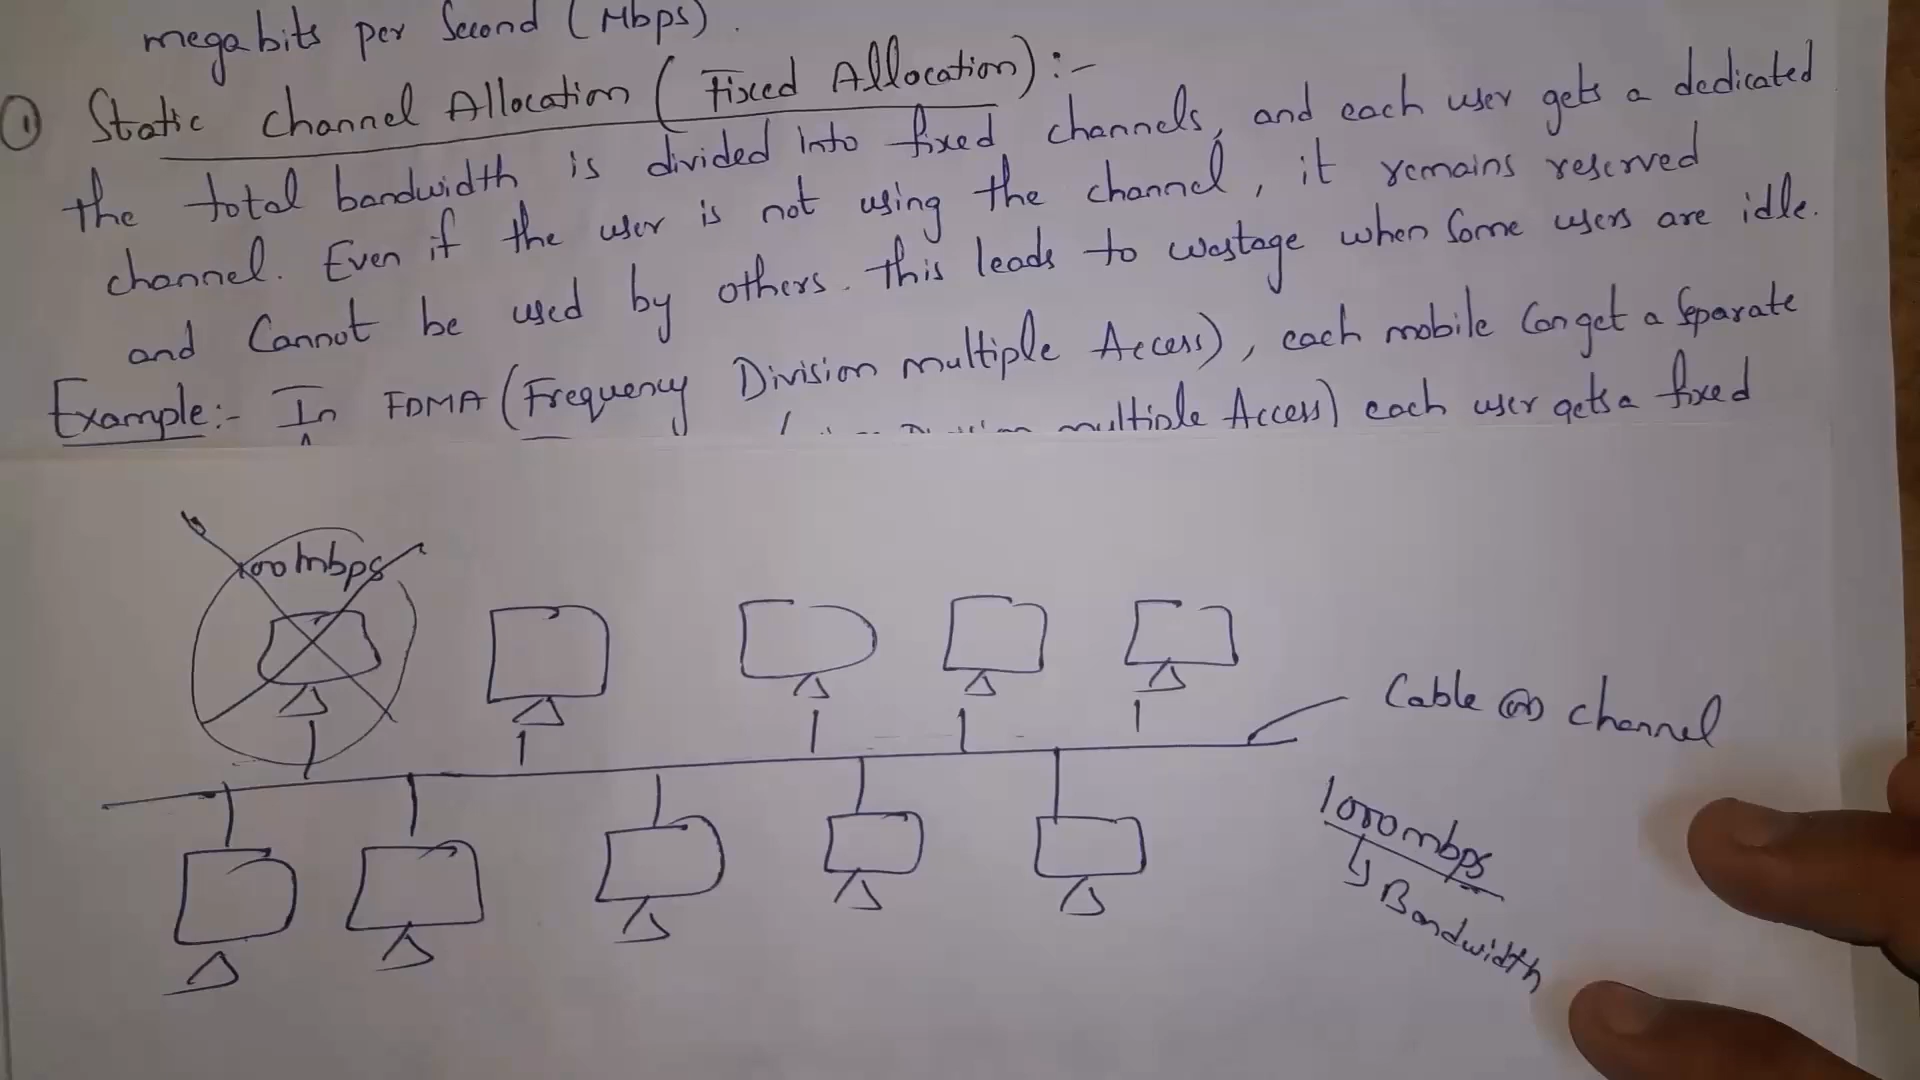 megabits per Second (Mbps).
① Static channel Allocation (Fixed Allocation):-
the total bandwidth is divided into fixed channels, and each user gets a dedicated
channel. Even if the user is not using the channel, it remains reserved
and Cannot be used by others. this leads to wastage when Some users are idle.
Example:- In FDMA (Frequency Division multiple Access), each mobile Can get a Separate
Division multiple Access) each user gets a fixed
100 mbps
Cable (or) channel
1000 mbps
↳ Bandwidth